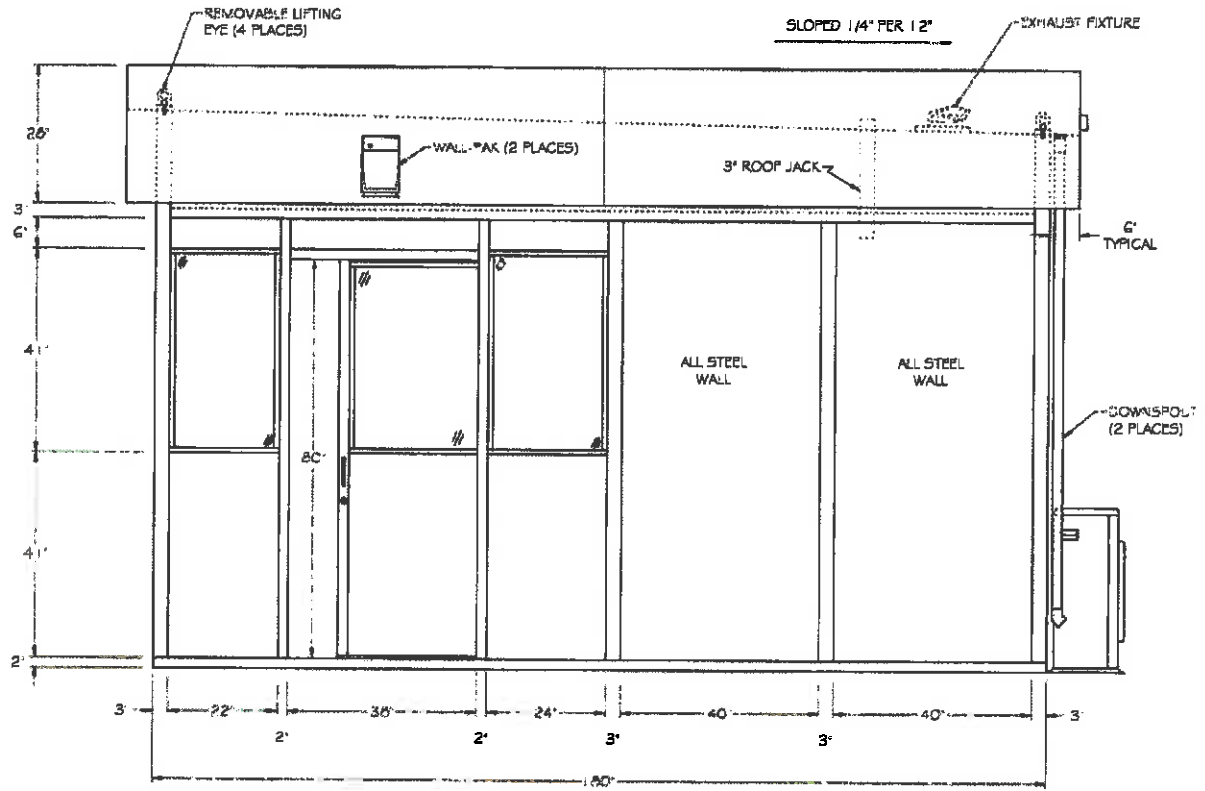 REMOVABLE LIFTING
EYE (4 PLACES)
SLOPED 1/4" PER 12"
EXHAUST FIXTURE
28"
WALL-PAK (2 PLACES)
3" ROOF JACK
3"
6"
6"
TYPICAL
41"
ALL STEEL
WALL
ALL STEEL
WALL
DOWNSPOUT
(2 PLACES)
80"
41"
2"
3"
22"
38"
24"
40"
40"
3"
2"
2"
3"
3"
180"